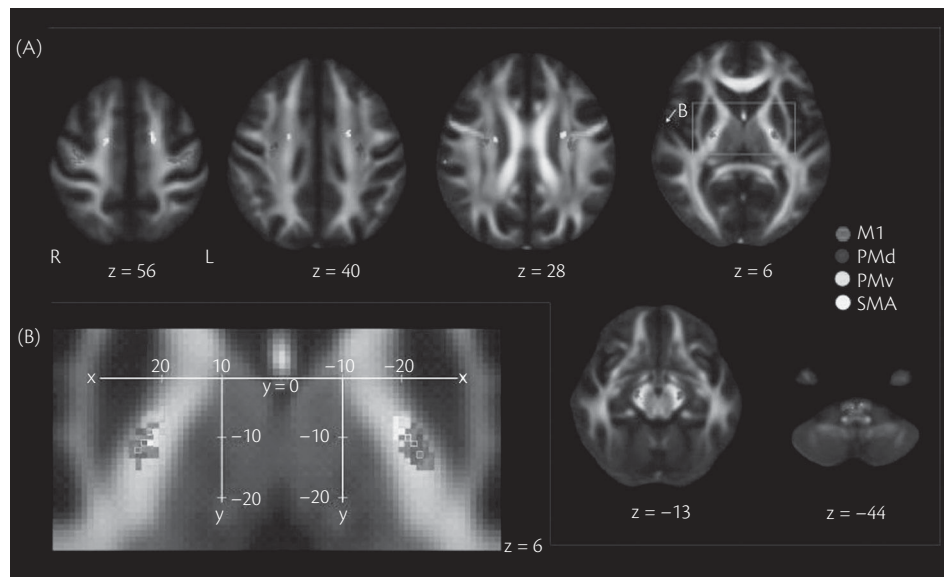 (A)
B
R
L
z = 56
z = 40
z = 28
z = 6
M1
PMd
PMv
SMA
(B)
20
10
−10
−20
x
x
y = 0
−10
−10
−20
−20
y
y
z = 6
z = −13
z = −44